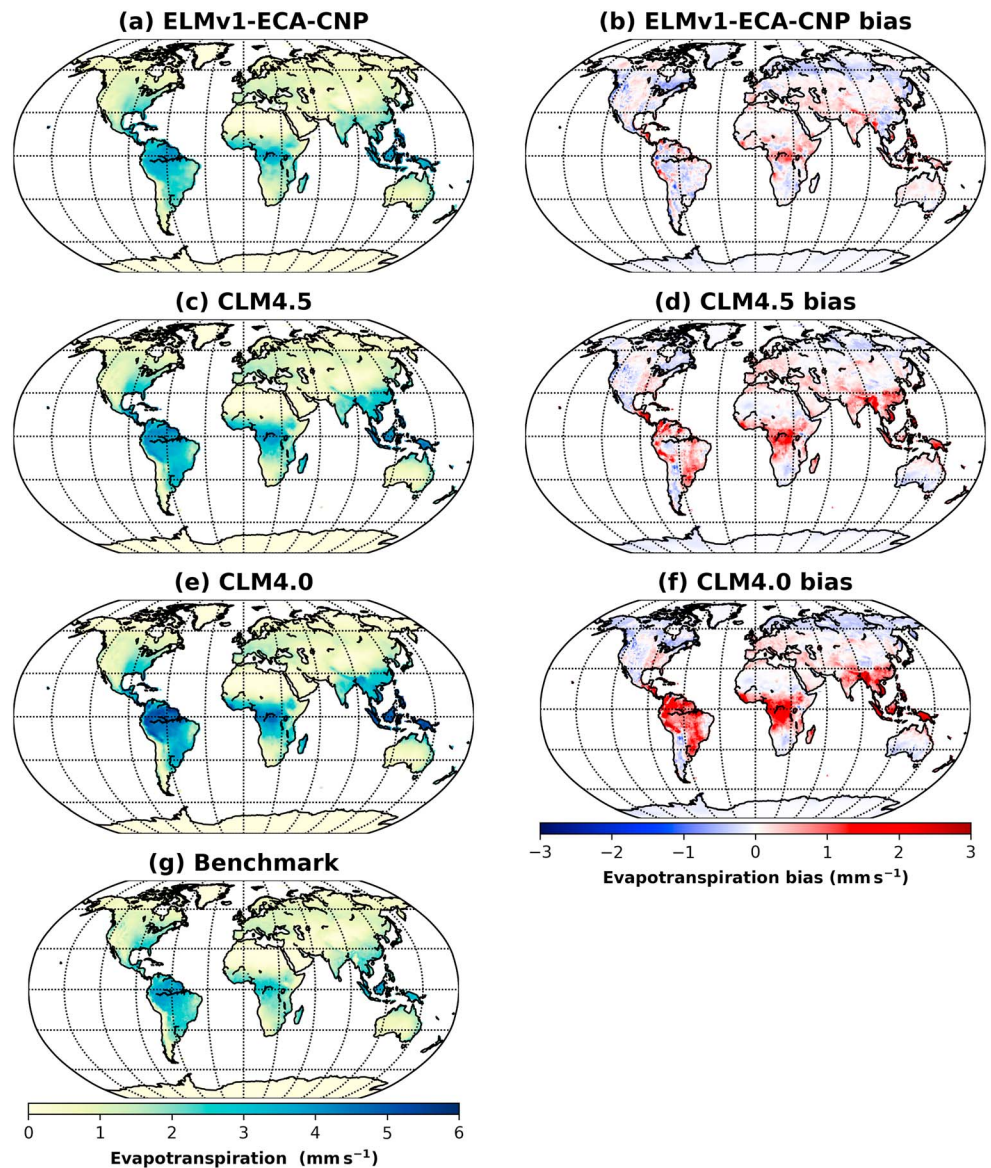 (a) ELMv1-ECA-CNP
(b) ELMv1-ECA-CNP bias
(c) CLM4.5
(d) CLM4.5 bias
(e) CLM4.0
(f) CLM4.0 bias
−3 −2 −1 0 1 2 3
Evapotranspiration bias (mm s⁻¹)
(g) Benchmark
0 1 2 3 4 5 6
Evapotranspiration (mm s⁻¹)